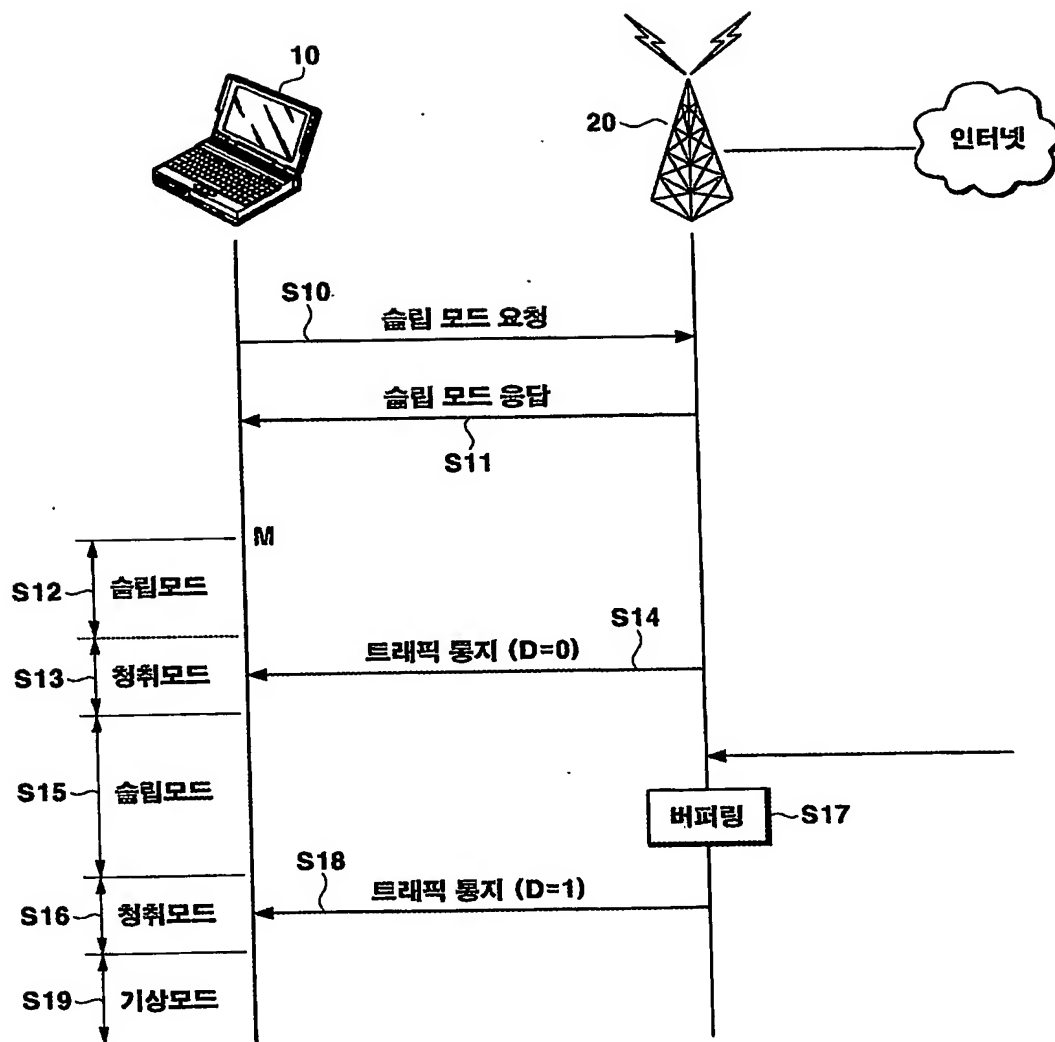 10
20
인터넷
S10
슬립 모드 요청
슬립 모드 응답
S11
M
S12
슬립모드
S14
트래픽 통지 (D=0)
S13
청취모드
S15
슬립모드
버퍼링
S17
S18
트래픽 통지 (D=1)
S16
청취모드
S19
기상모드